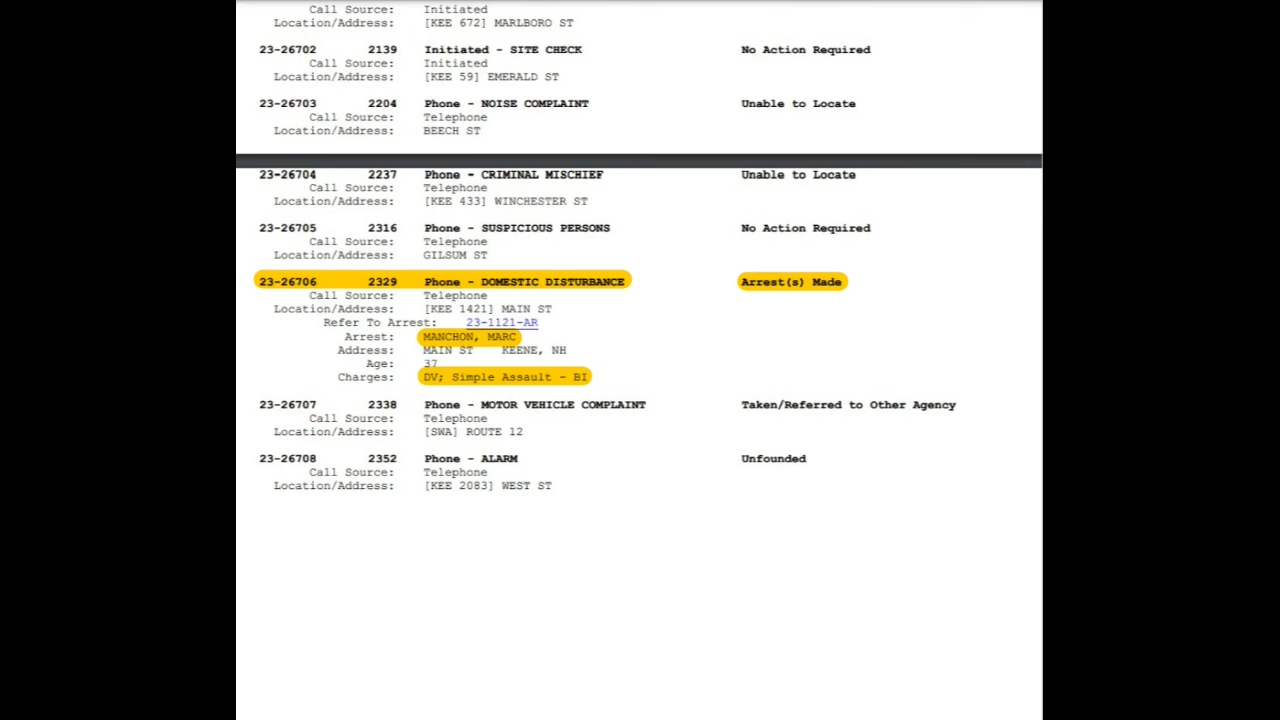 Call Source: Initiated
Location/Address: [KEE 672] MARLBORO ST
23-26702 2139 Initiated - SITE CHECK No Action Required
Call Source: Initiated
Location/Address: [KEE 59] EMERALD ST
23-26703 2204 Phone - NOISE COMPLAINT Unable to Locate
Call Source: Telephone
Location/Address: BEECH ST
23-26704 2237 Phone - CRIMINAL MISCHIEF Unable to Locate
Call Source: Telephone
Location/Address: [KEE 433] WINCHESTER ST
23-26705 2316 Phone - SUSPICIOUS PERSONS No Action Required
Call Source: Telephone
Location/Address: GILSUM ST
23-26706 2329 Phone - DOMESTIC DISTURBANCE Arrest(s) Made
Call Source: Telephone
Location/Address: [KEE 1421] MAIN ST
Refer To Arrest: 23-1121-AR
Arrest: MANCHON, MARC
Address: MAIN ST KEENE, NH
Age: 37
Charges: DV; Simple Assault - BI
23-26707 2338 Phone - MOTOR VEHICLE COMPLAINT Taken/Referred to Other Agency
Call Source: Telephone
Location/Address: [SWA] ROUTE 12
23-26708 2352 Phone - ALARM Unfounded
Call Source: Telephone
Location/Address: [KEE 2083] WEST ST